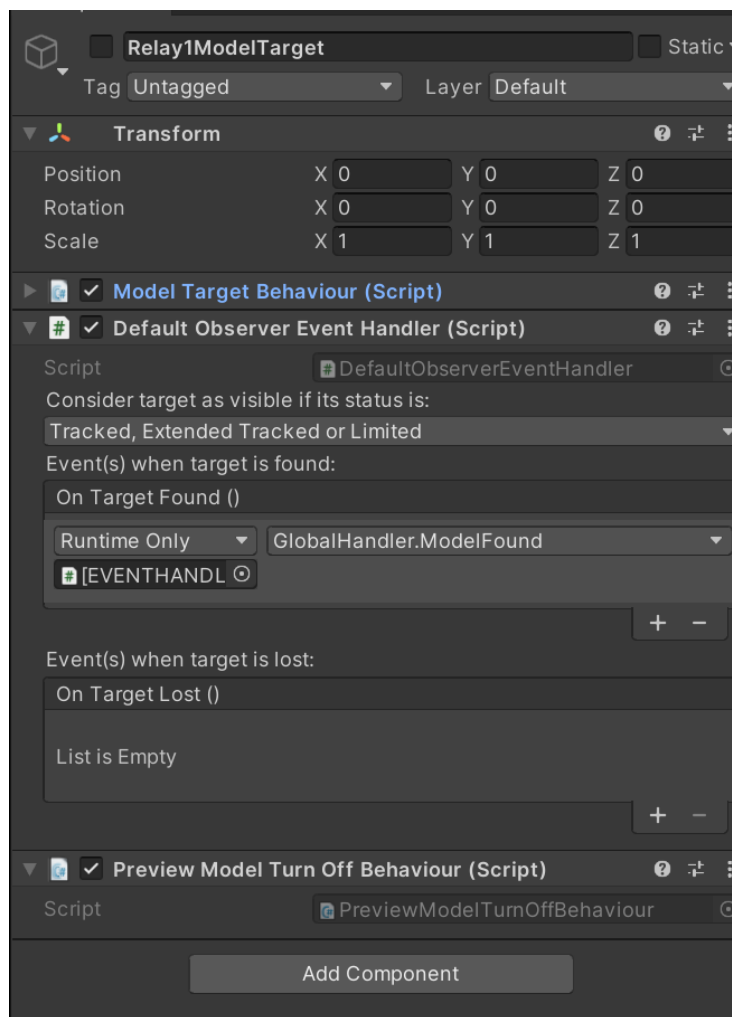 Relay1ModelTarget Static
Tag Untagged Layer Default
Transform
Position X 0 Y 0 Z 0
Rotation X 0 Y 0 Z 0
Scale X 1 Y 1 Z 1
Model Target Behaviour (Script)
# Default Observer Event Handler (Script)
Script # DefaultObserverEventHandler
Consider target as visible if its status is:
Tracked, Extended Tracked or Limited
Event(s) when target is found:
On Target Found ()
Runtime Only GlobalHandler.ModelFound
# [EVENTHANDL
+ −
Event(s) when target is lost:
On Target Lost ()
List is Empty
+ −
Preview Model Turn Off Behaviour (Script)
Script PreviewModelTurnOffBehaviour
Add Component